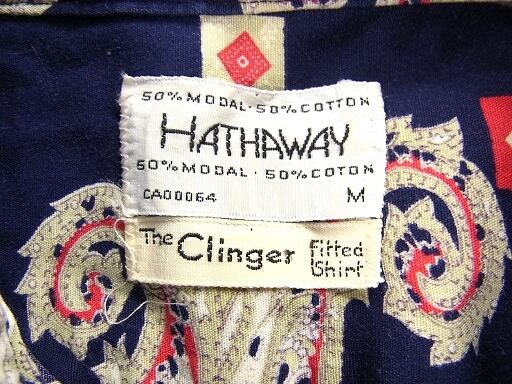 50% MODAL · 50% COTTON
HATHAWAY
50% MODAL · 50% COTON
CA00064 M
The Clinger Fitted Shirt